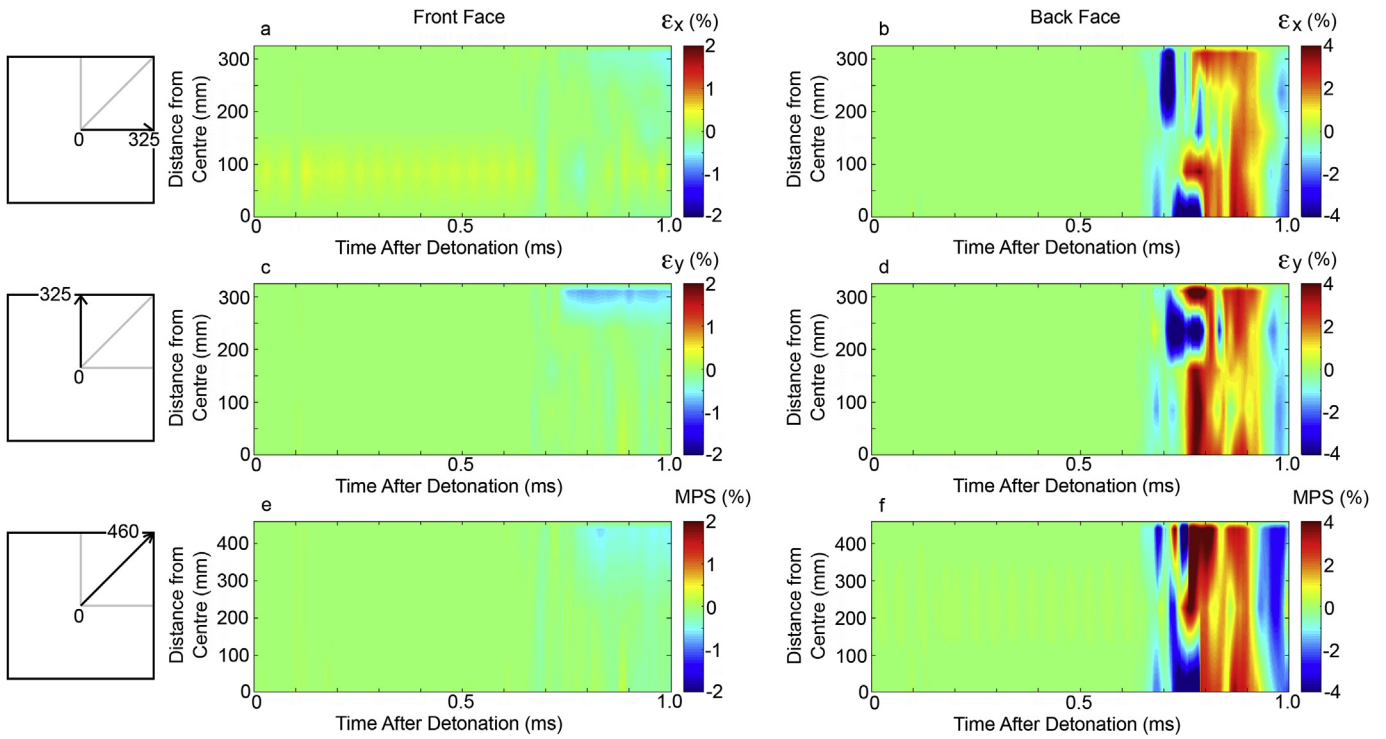 Front Face
Back Face
a
εx (%)
b
εx (%)
0
325
Distance from
Centre (mm)
300
200
100
0
2
1
0
-1
-2
Distance from
Centre (mm)
300
200
100
0
4
2
0
-2
-4
0
0.5
1.0
Time After Detonation (ms)
0
0.5
1.0
Time After Detonation (ms)
c
εy (%)
d
εy (%)
325
0
Distance from
Centre (mm)
300
200
100
0
2
1
0
-1
-2
Distance from
Centre (mm)
300
200
100
0
4
2
0
-2
-4
0
0.5
1.0
Time After Detonation (ms)
0
0.5
1.0
Time After Detonation (ms)
e
MPS (%)
f
MPS (%)
460
0
Distance from
Centre (mm)
400
300
200
100
0
2
1
0
-1
-2
Distance from
Centre (mm)
400
300
200
100
0
4
2
0
-2
-4
0
0.5
1.0
Time After Detonation (ms)
0
0.5
1.0
Time After Detonation (ms)